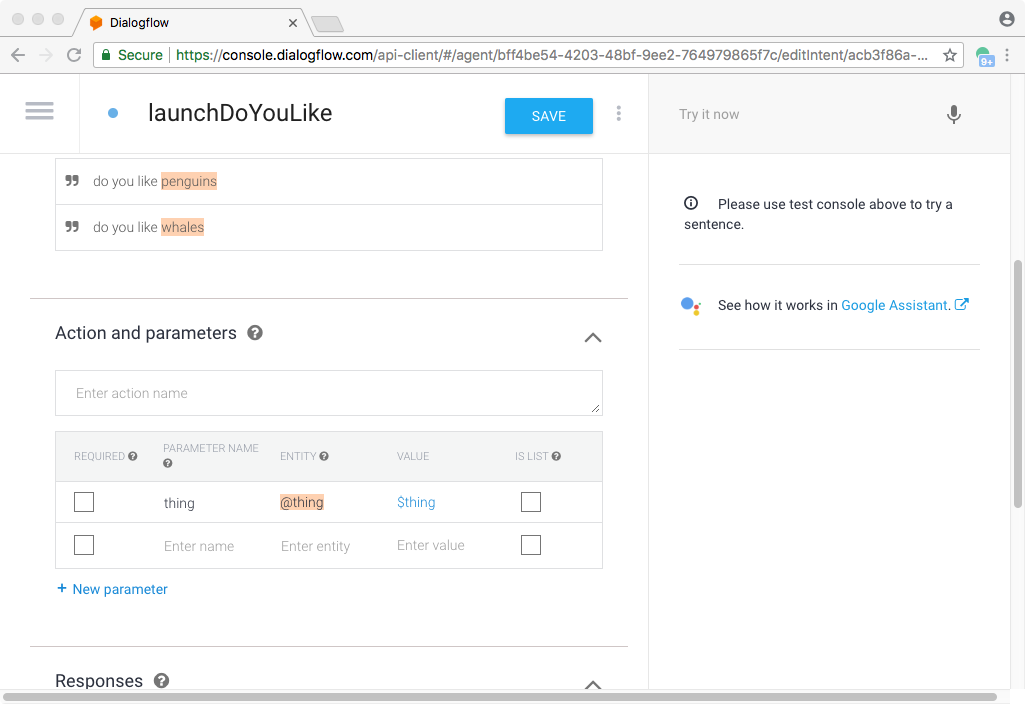 Dialogflow
Secure https://console.dialogflow.com/api-client/#/agent/bff4be54-4203-48bf-9ee2-764979865f7c/editIntent/acb3f86a-...
9+
launchDoYouLike
SAVE
Try it now
do you like penguins
do you like whales
Please use test console above to try a
sentence.
See how it works in Google Assistant.
Action and parameters
Enter action name
REQUIRED PARAMETER NAME ENTITY VALUE IS LIST
thing @thing $thing
Enter name Enter entity Enter value
+ New parameter
Responses